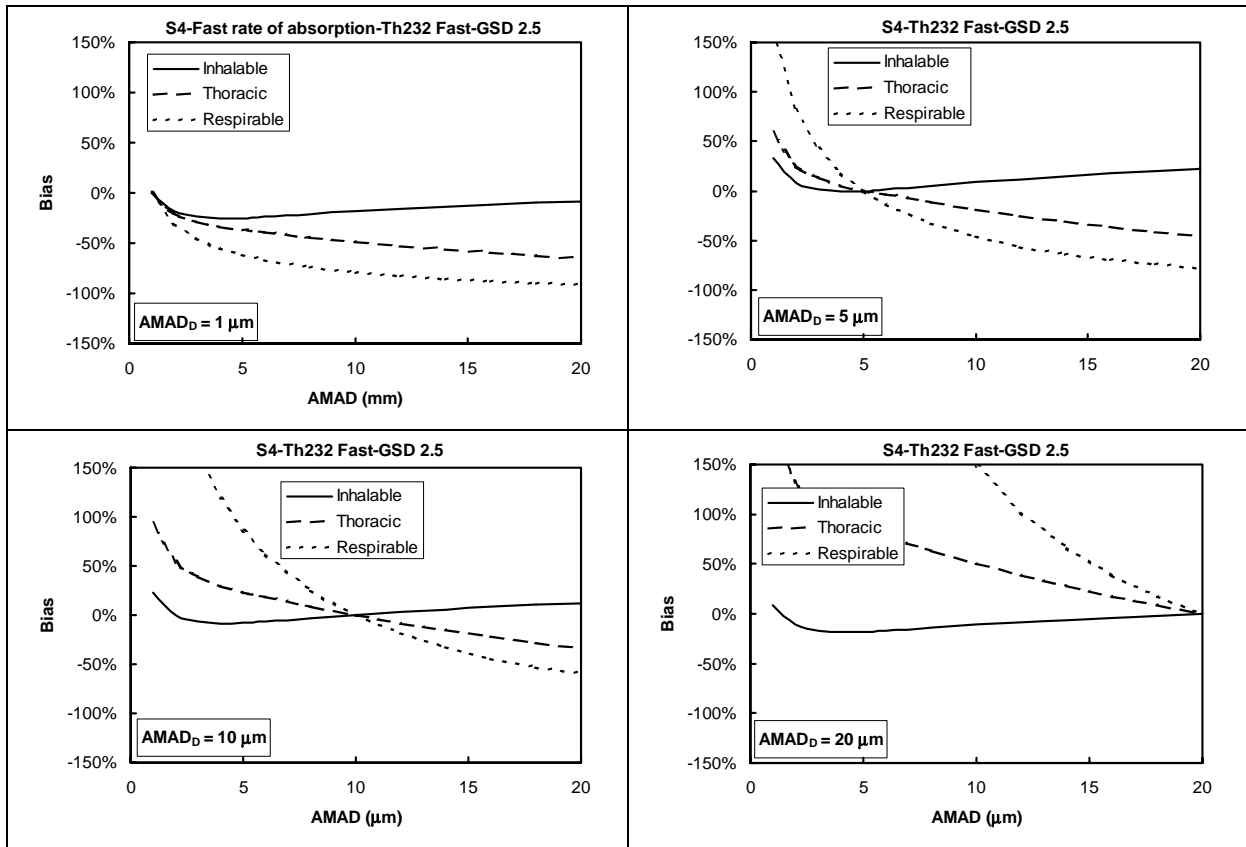 S4-Fast rate of absorption-Th232 Fast-GSD 2.5
150%
100%
50%
0%
-50%
-100%
-150%
Bias
Inhalable
Thoracic
Respirable
AMADD = 1 μm
0 5 10 15 20
AMAD (mm)
S4-Th232 Fast-GSD 2.5
150%
100%
50%
0%
-50%
-100%
-150%
Bias
Inhalable
Thoracic
Respirable
AMADD = 5 μm
0 5 10 15 20
AMAD (μm)
S4-Th232 Fast-GSD 2.5
150%
100%
50%
0%
-50%
-100%
-150%
Bias
Inhalable
Thoracic
Respirable
AMADD = 10 μm
0 5 10 15 20
AMAD (μm)
S4-Th232 Fast-GSD 2.5
150%
100%
50%
0%
-50%
-100%
-150%
Bias
Inhalable
Thoracic
Respirable
AMADD = 20 μm
0 5 10 15 20
AMAD (μm)